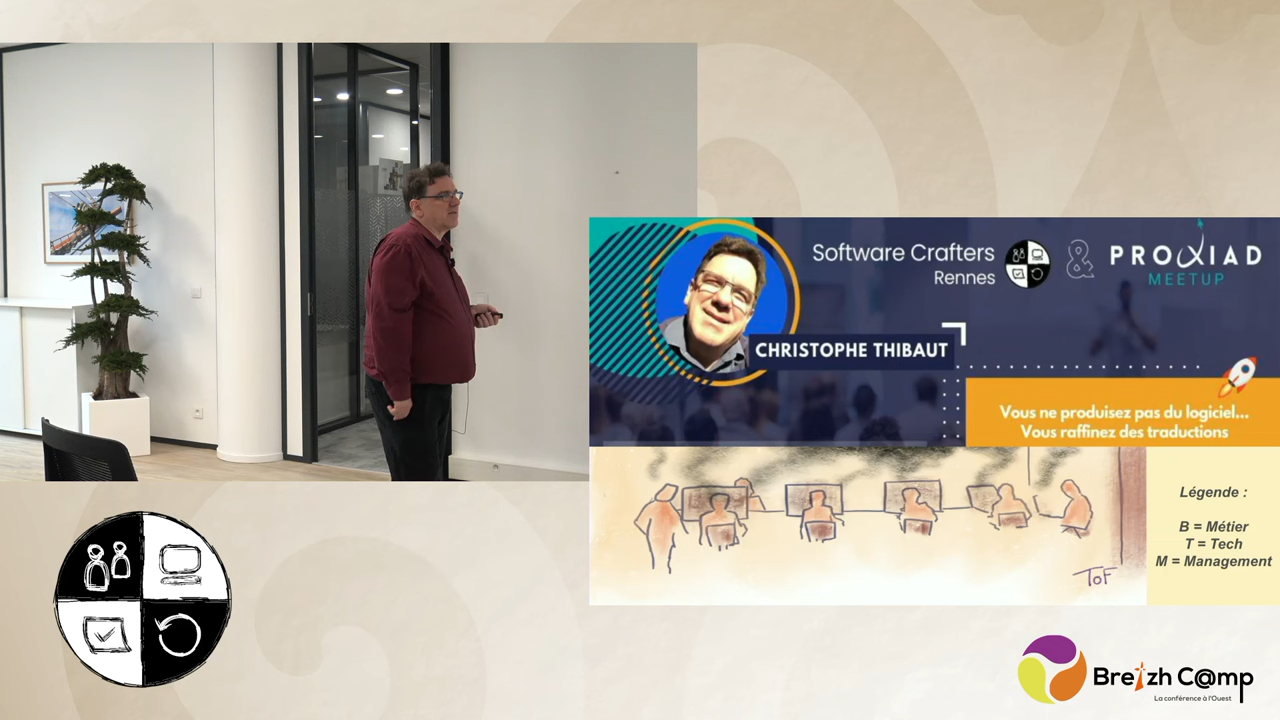 Software Crafters
Rennes
&
PROXIAD
MEETUP
CHRISTOPHE THIBAUT
Vous ne produisez pas du logiciel...
Vous raffinez des traductions
Légende :
B = Métier
T = Tech
M = Management
ToF
Breizh C@mp
La conférence à l'Ouest